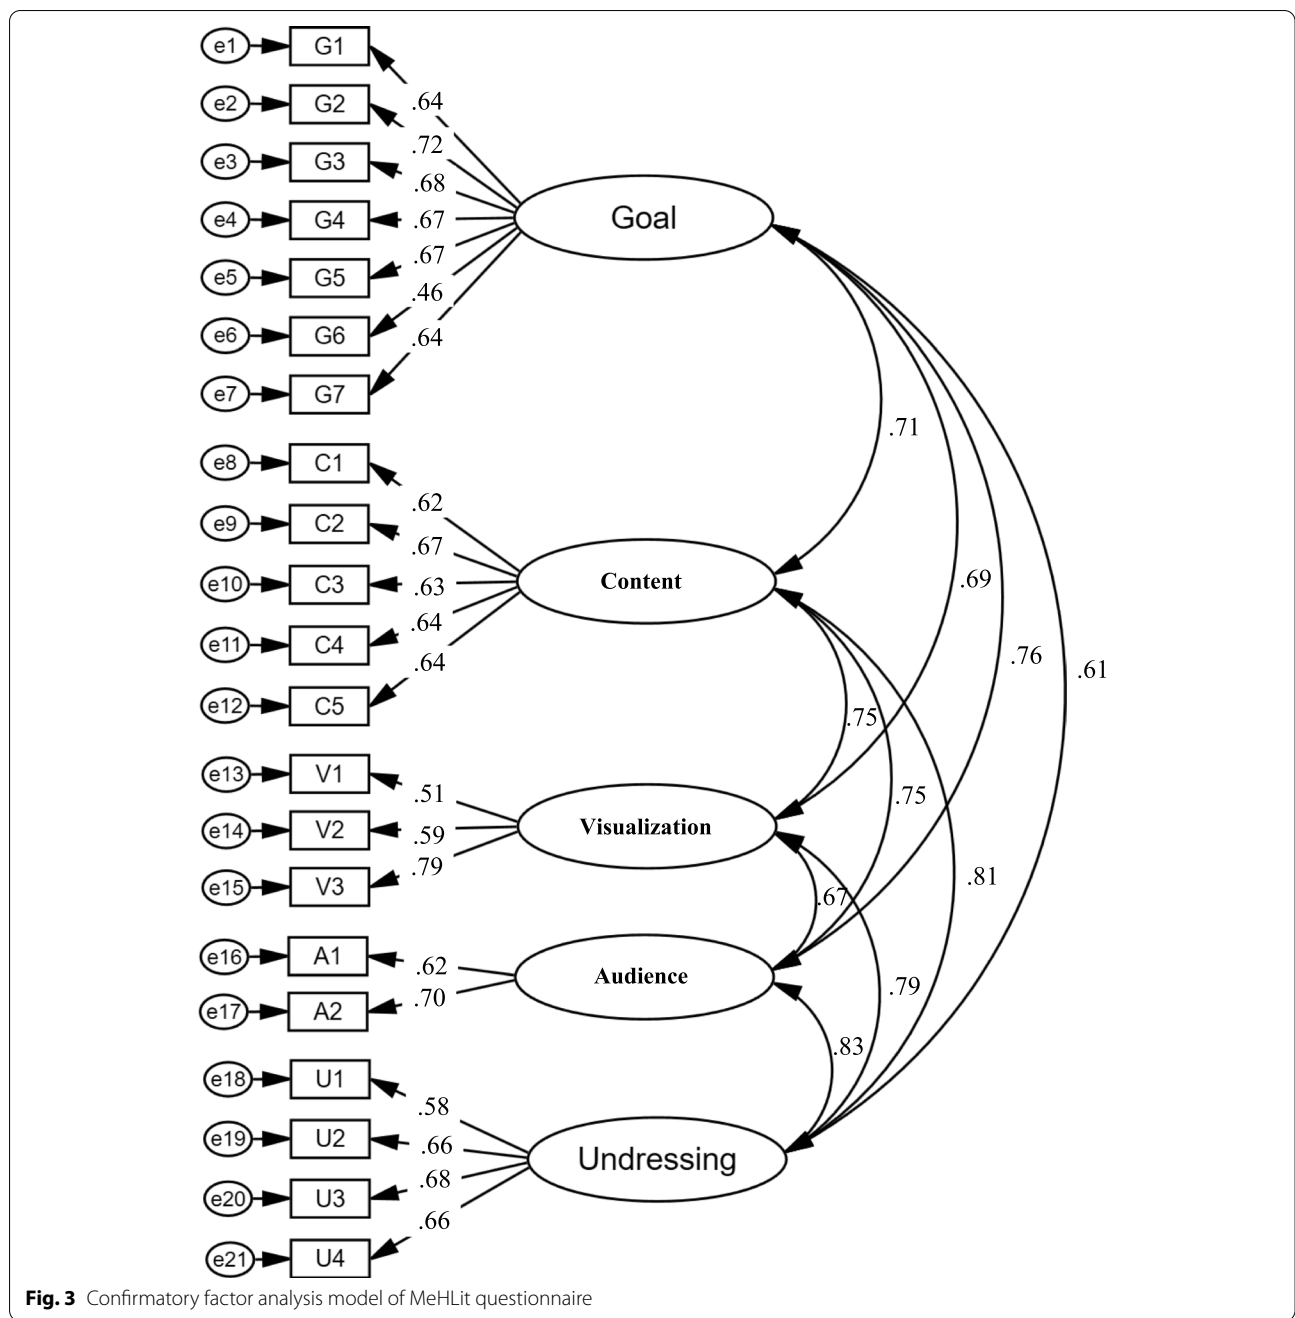 e1 G1
.64
e2 G2
.72
e3 G3
.68
e4 G4 .67
Goal
.67
e5 G5
.46
e6 G6
.64
e7 G7
.71
e8 C1
.62
e9 C2
.67
e10 C3 .63
Content
.69
.64
e11 C4
.64
.76
.61
e12 C5
.75
e13 V1
.51
.75
e14 V2 .59
Visualization
.79
.81
e15 V3
.67
e16 A1
.62
Audience
.79
.70
e17 A2
.83
e18 U1
.58
e19 U2 .66
Undressing
.68
e20 U3
.66
e21 U4
Fig. 3 Confirmatory factor analysis model of MeHLit questionnaire